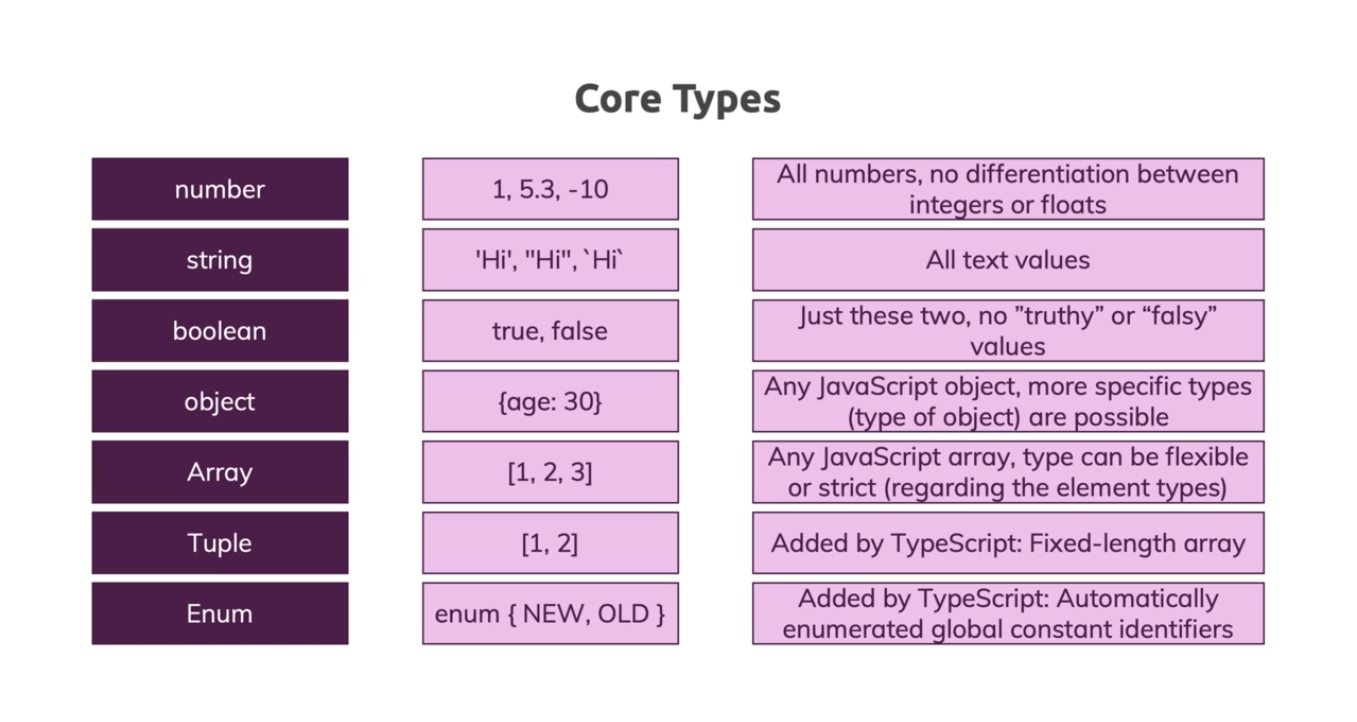 Core Types
number
1, 5.3, -10
All numbers, no differentiation between
integers or floats
string
'Hi', "Hi", `Hi`
All text values
boolean
true, false
Just these two, no ”truthy” or “falsy”
values
object
{age: 30}
Any JavaScript object, more specific types
(type of object) are possible
Array
[1, 2, 3]
Any JavaScript array, type can be flexible
or strict (regarding the element types)
Tuple
[1, 2]
Added by TypeScript: Fixed-length array
Enum
enum { NEW, OLD }
Added by TypeScript: Automatically
enumerated global constant identifiers